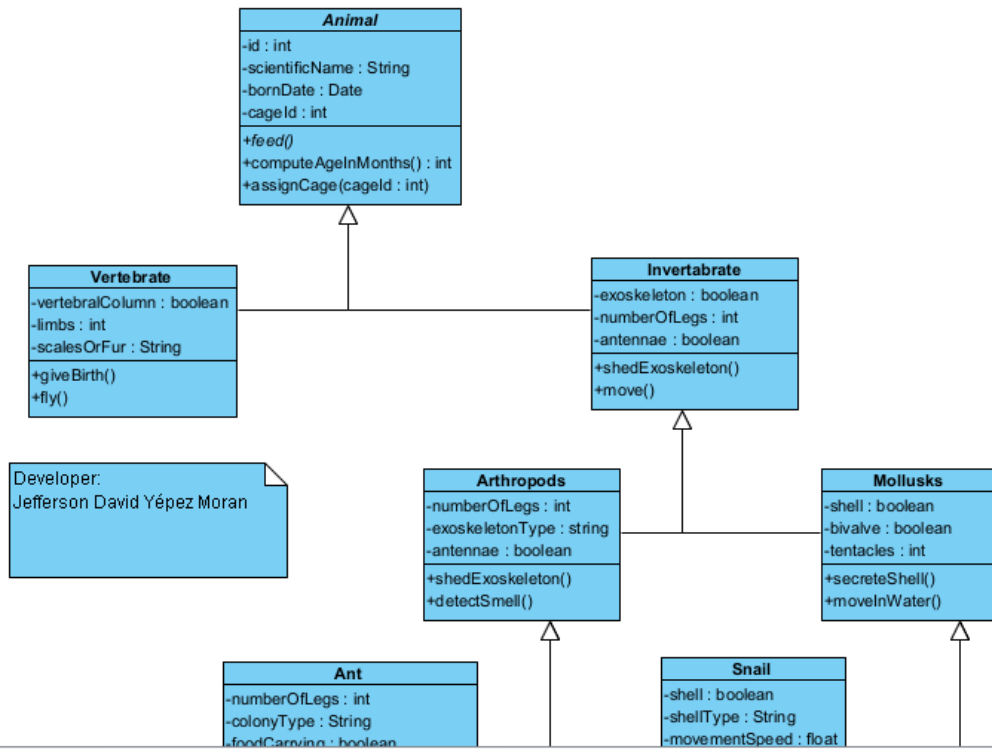 Animal
-id : int
-scientificName : String
-bornDate : Date
-cageId : int
+feed()
+computeAgeInMonths() : int
+assignCage(cageId : int)
Vertebrate
-vertebralColumn : boolean
-limbs : int
-scalesOrFur : String
+giveBirth()
+fly()
Invertabrate
-exoskeleton : boolean
-numberOfLegs : int
-antennae : boolean
+shedExoskeleton()
+move()
Developer:
Jefferson David Yépez Moran
Arthropods
-numberOfLegs : int
-exoskeletonType : string
-antennae : boolean
+shedExoskeleton()
+detectSmell()
Mollusks
-shell : boolean
-bivalve : boolean
-tentacles : int
+secreteShell()
+moveInWater()
Ant
-numberOfLegs : int
-colonyType : String
-foodCarrying : boolean
Snail
-shell : boolean
-shellType : String
-movementSpeed : float